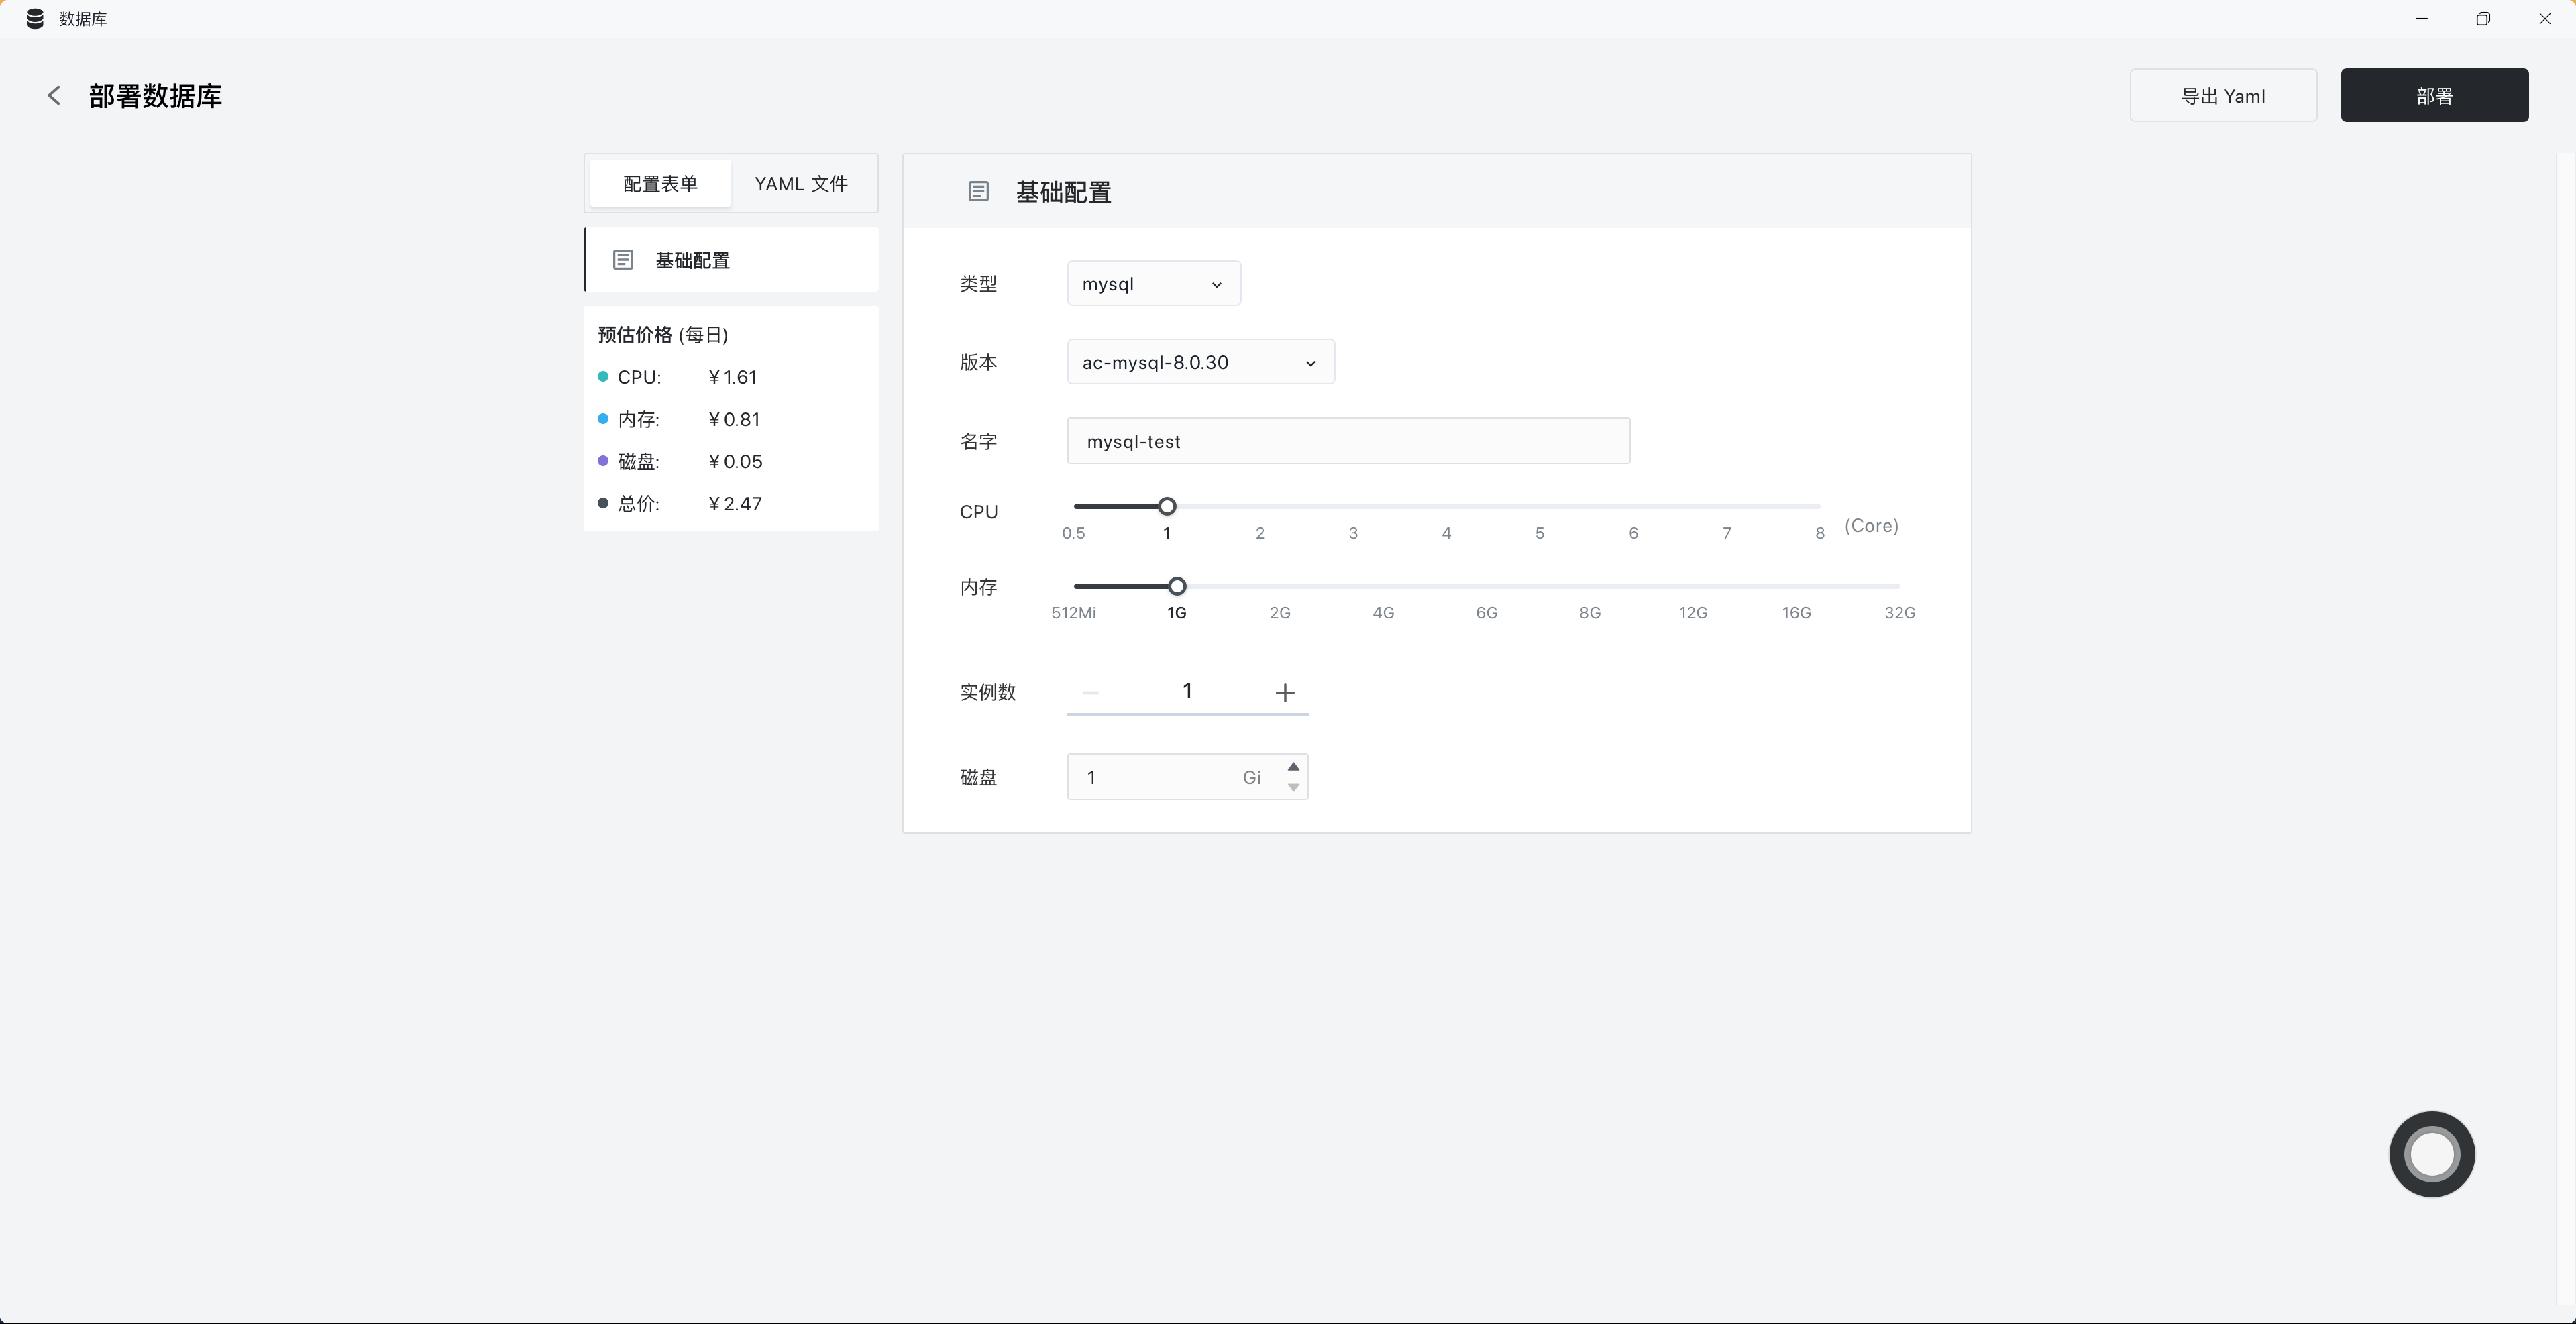 数据库
部署数据库
导出 Yaml
部署
配置表单
YAML 文件
基础配置
预估价格 (每日)
CPU: ￥1.61
内存: ￥0.81
磁盘: ￥0.05
总价: ￥2.47
基础配置
类型 mysql
版本 ac-mysql-8.0.30
名字 mysql-test
CPU
0.5 1 2 3 4 5 6 7 8 (Core)
内存
512Mi 1G 2G 4G 6G 8G 12G 16G 32G
实例数 1
磁盘 1 Gi